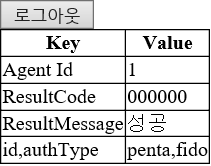 로그아웃
Key Value
Agent Id 1
ResultCode 000000
ResultMessage 성공
id,authType penta,fido